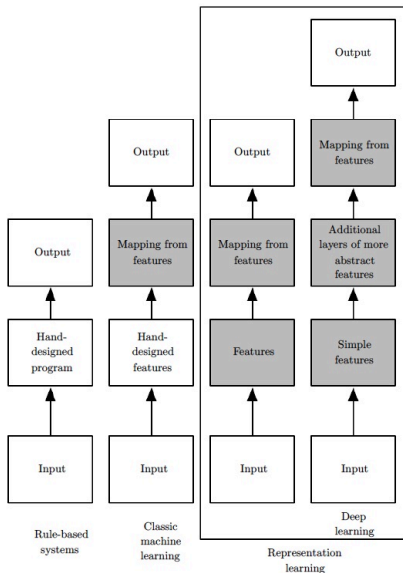 Output
Output
Output
Mapping from
features
Output
Mapping from
features
Mapping from
features
Additional
layers of more
abstract
features
Hand-
designed
program
Hand-
designed
features
Features
Simple
features
Input
Input
Input
Input
Rule-based
systems
Classic
machine
learning
Deep
learning
Representation
learning